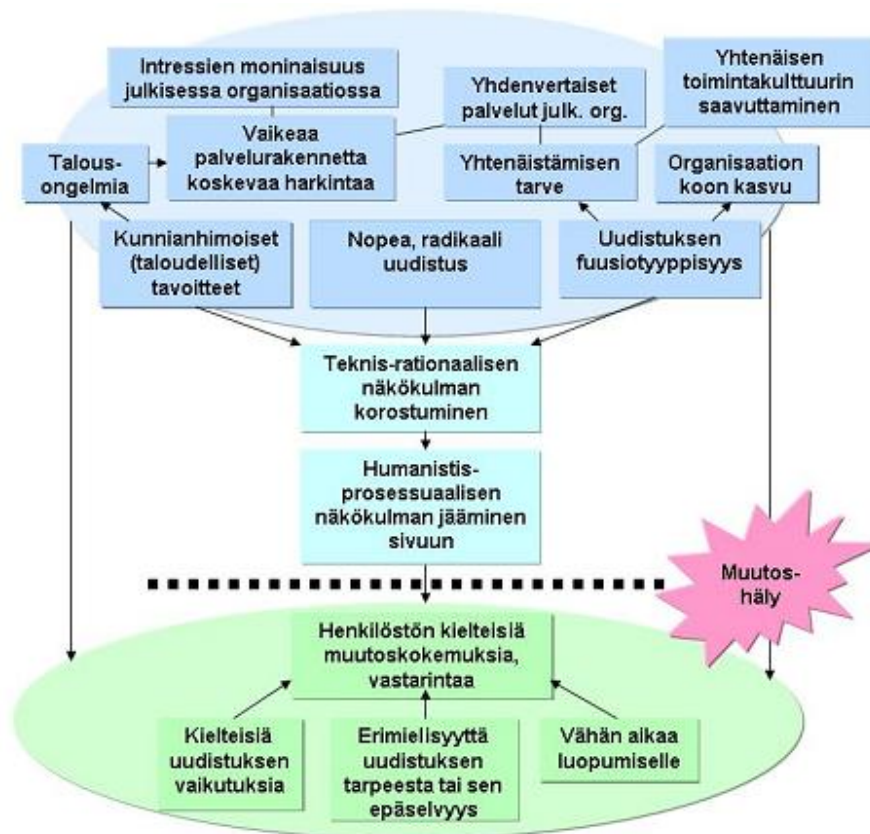 Intressien moninaisuus
julkisessa organisaatiossa
Yhdenvertaiset
palvelut julk. org.
Yhtenäisen
toimintakulttuurin
saavuttaminen
Talous-
ongelmia
Vaikeaa
palvelurakennetta
koskevaa harkintaa
Yhtenäistämisen
tarve
Organisaation
koon kasvu
Kunnianhimoiset
(taloudelliset)
tavoitteet
Nopea, radikaali
uudistus
Uudistuksen
fuusiotyyppisyys
Teknis-rationaalisen
näkökulman
korostuminen
Humanistis-
prosessuaalisen
näkökulman jääminen
sivuun
Muutos-
häly
Henkilöstön kielteisiä
muutoskokemuksia,
vastarintaa
Kielteisiä
uudistuksen
vaikutuksia
Erimielisyyttä
uudistuksen
tarpeesta tai sen
epäselvyys
Vähän aikaa
luopumiselle